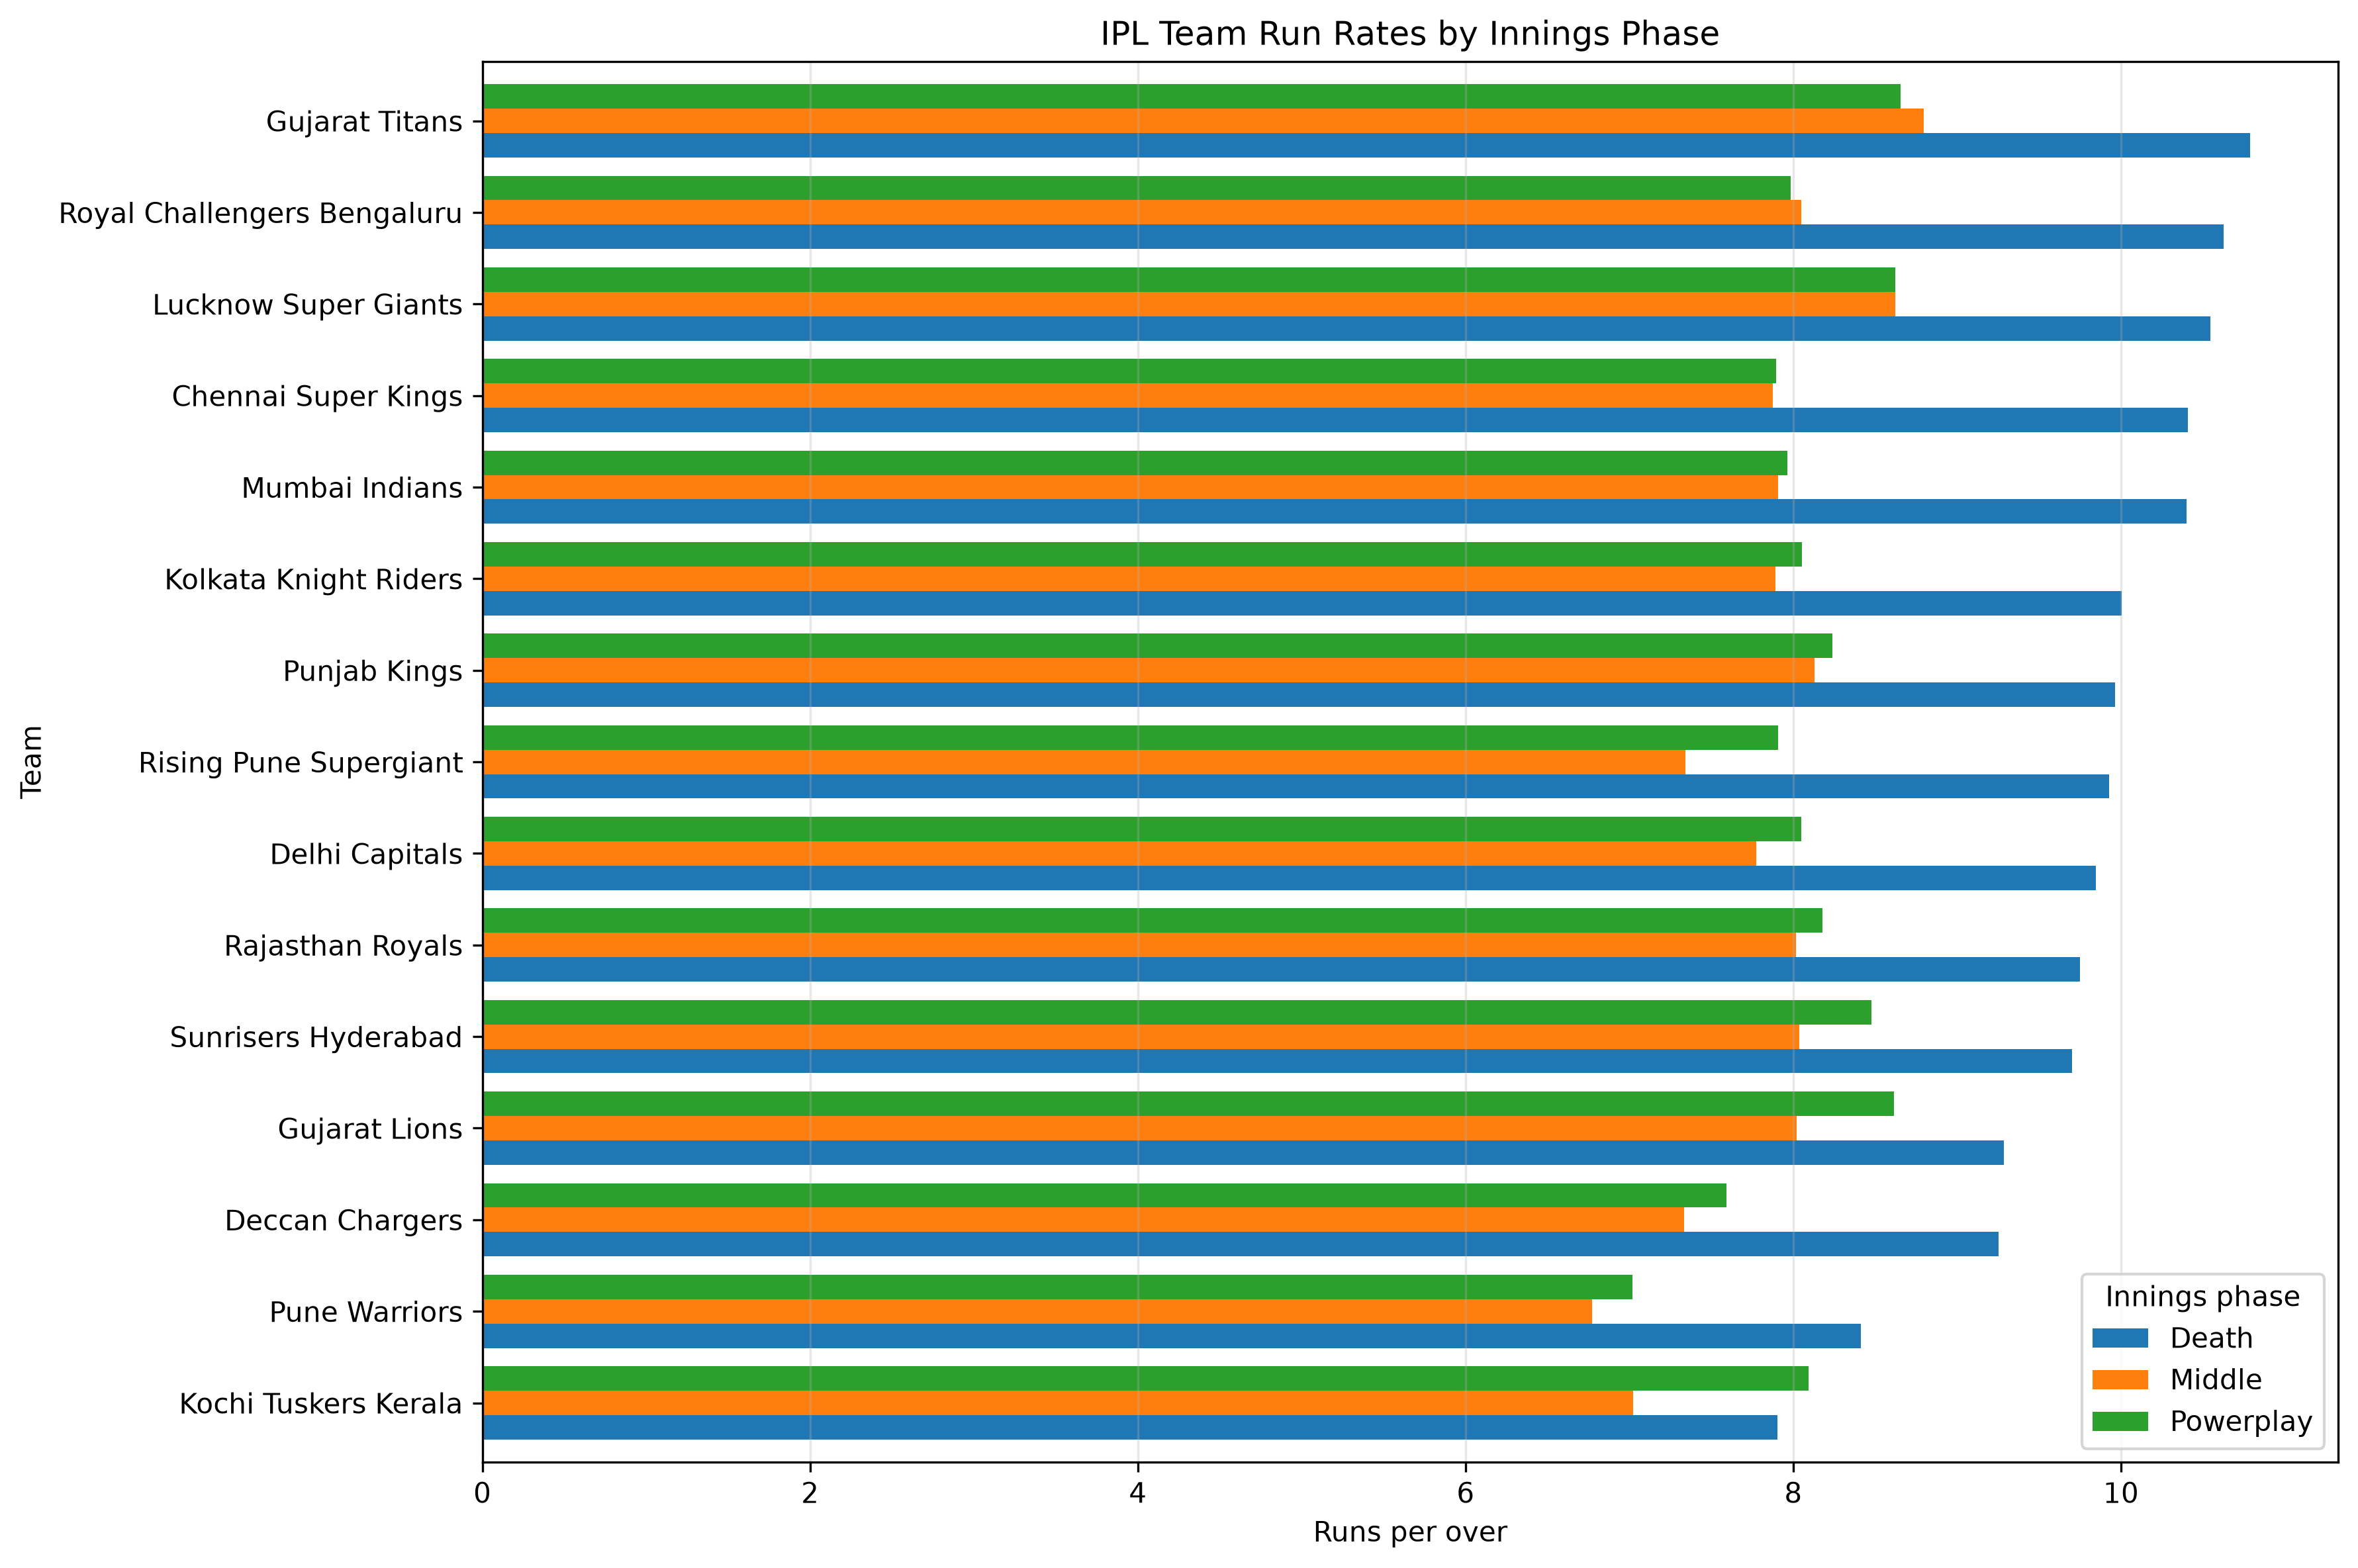 IPL Team Run Rates by Innings Phase
Team
Gujarat Titans
Royal Challengers Bengaluru
Lucknow Super Giants
Chennai Super Kings
Mumbai Indians
Kolkata Knight Riders
Punjab Kings
Rising Pune Supergiant
Delhi Capitals
Rajasthan Royals
Sunrisers Hyderabad
Gujarat Lions
Deccan Chargers
Pune Warriors
Kochi Tuskers Kerala
Innings phase
Death
Middle
Powerplay
0 2 4 6 8 10
Runs per over